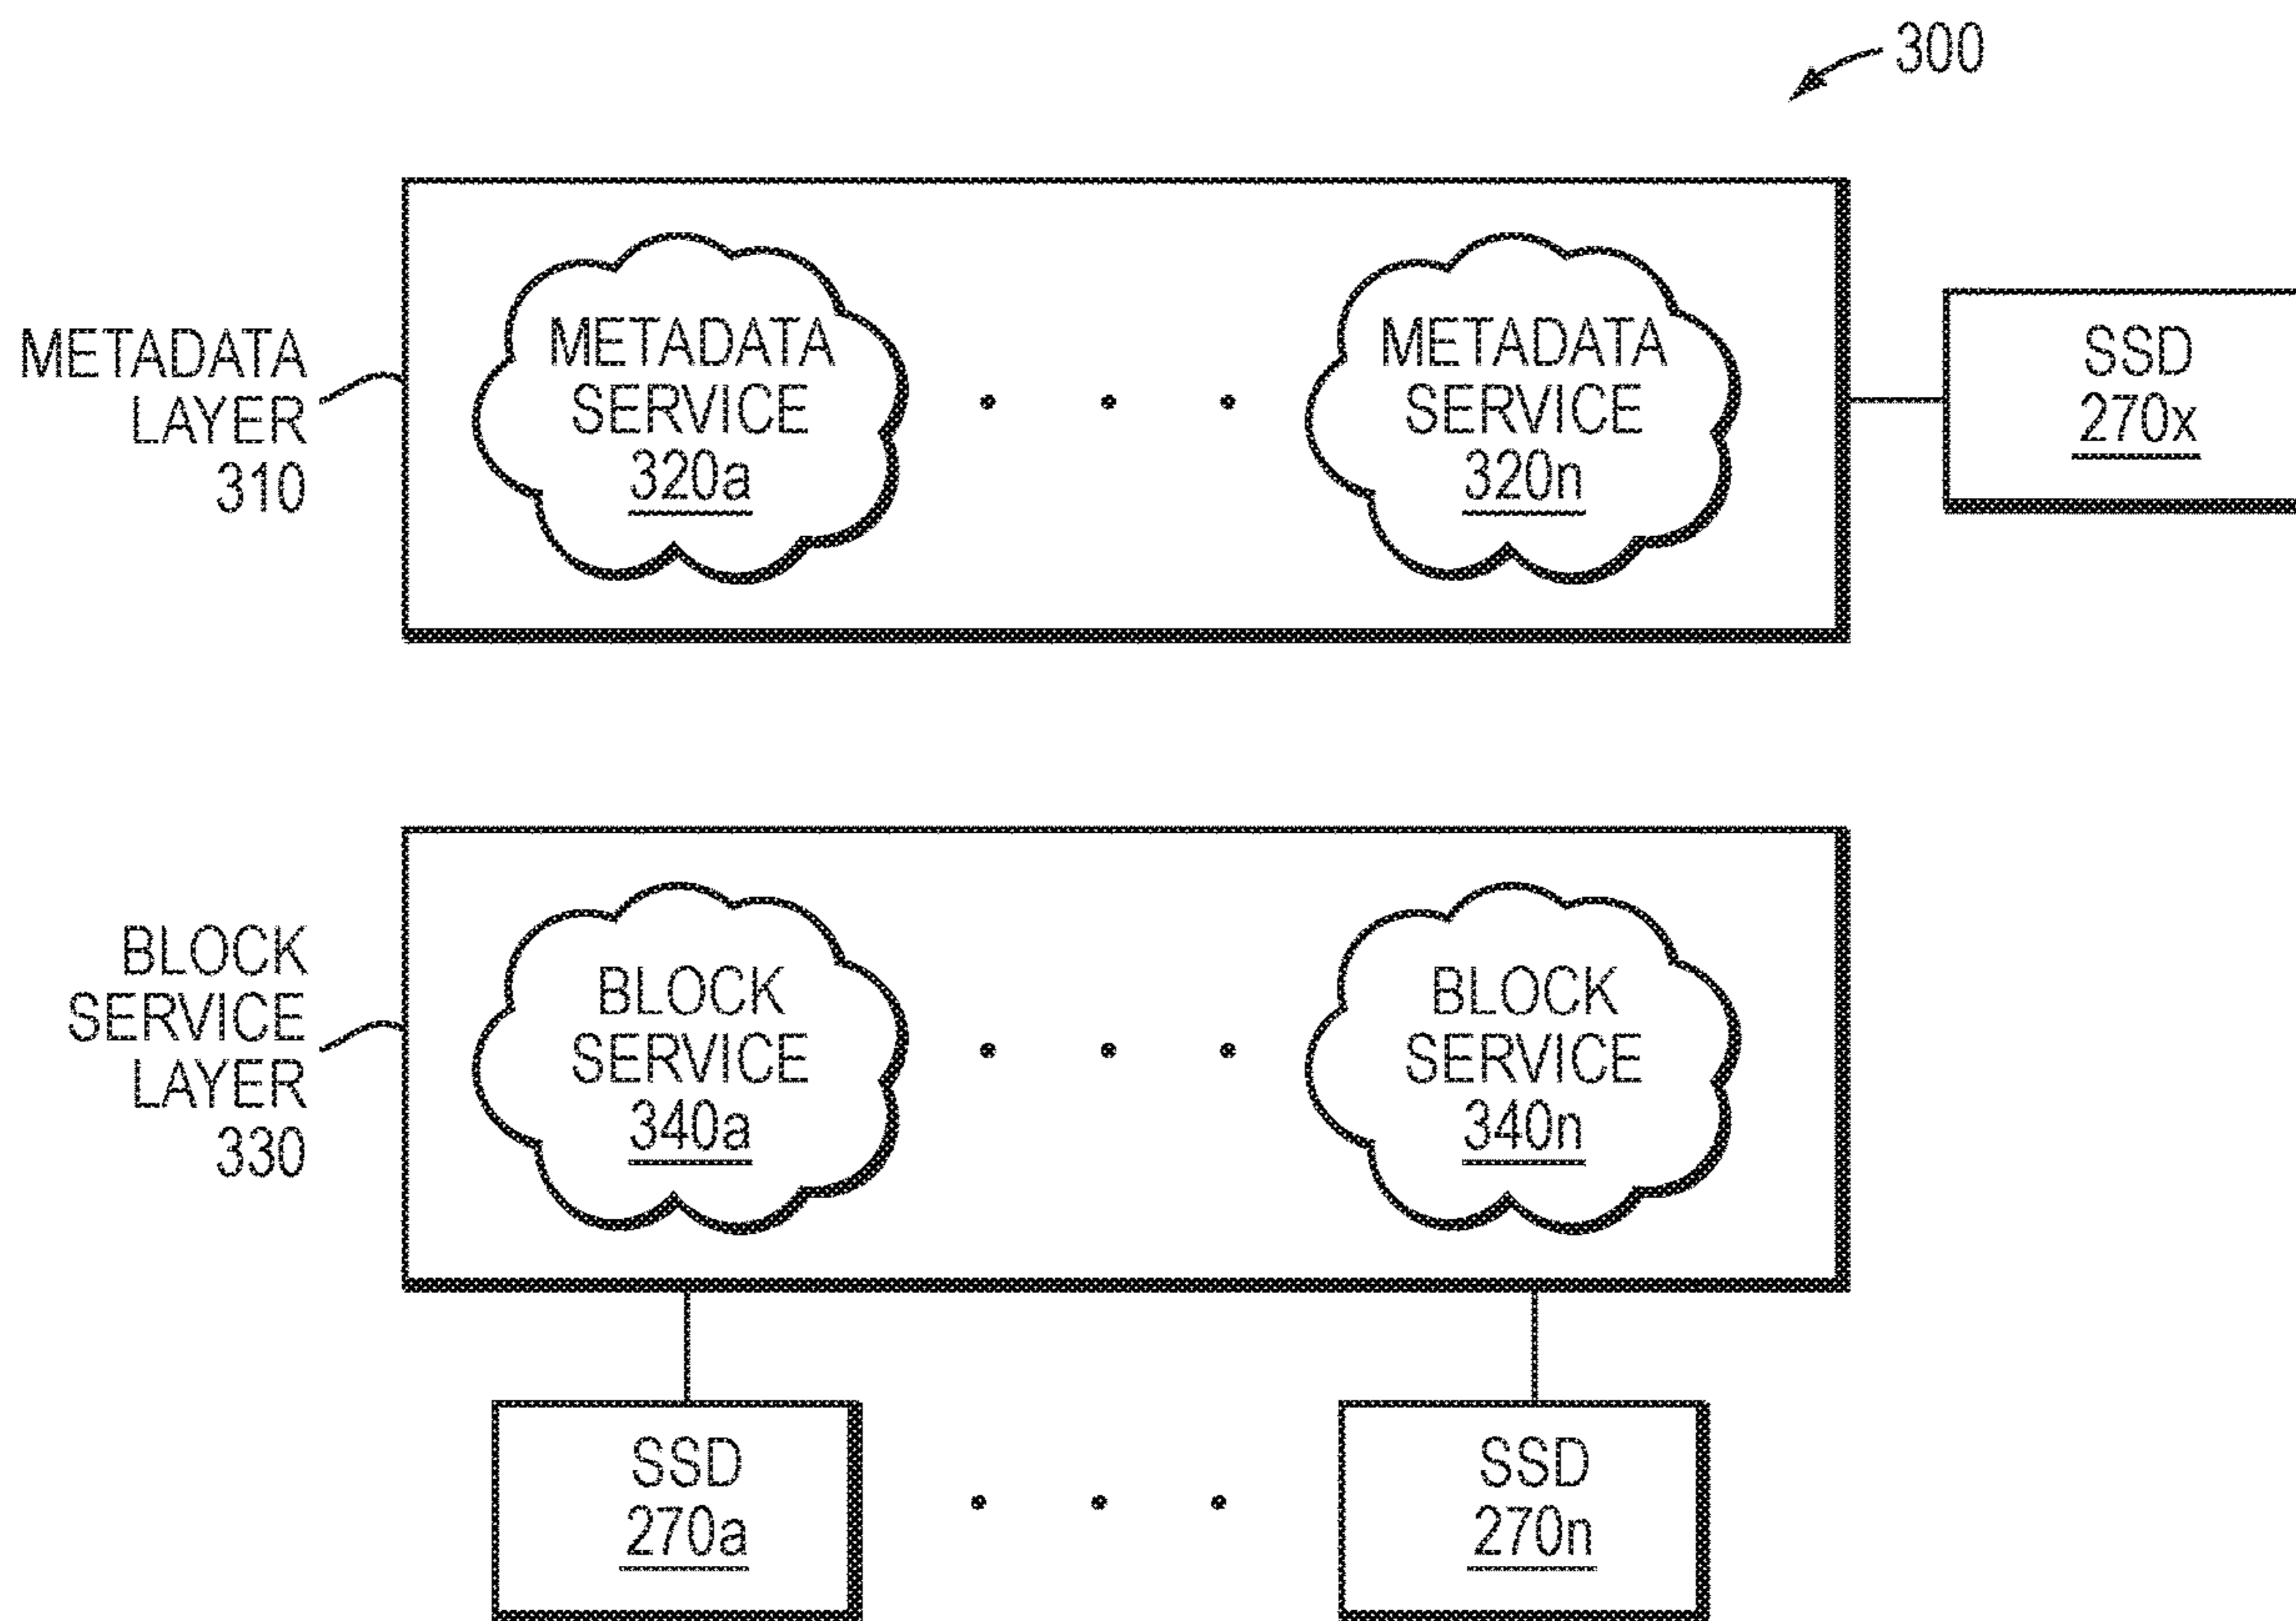 300
METADATA
LAYER
310
METADATA
SERVICE
320a
METADATA
SERVICE
320n
SSD
270x
BLOCK
SERVICE
LAYER
330
BLOCK
SERVICE
340a
BLOCK
SERVICE
340n
SSD
270a
SSD
270n